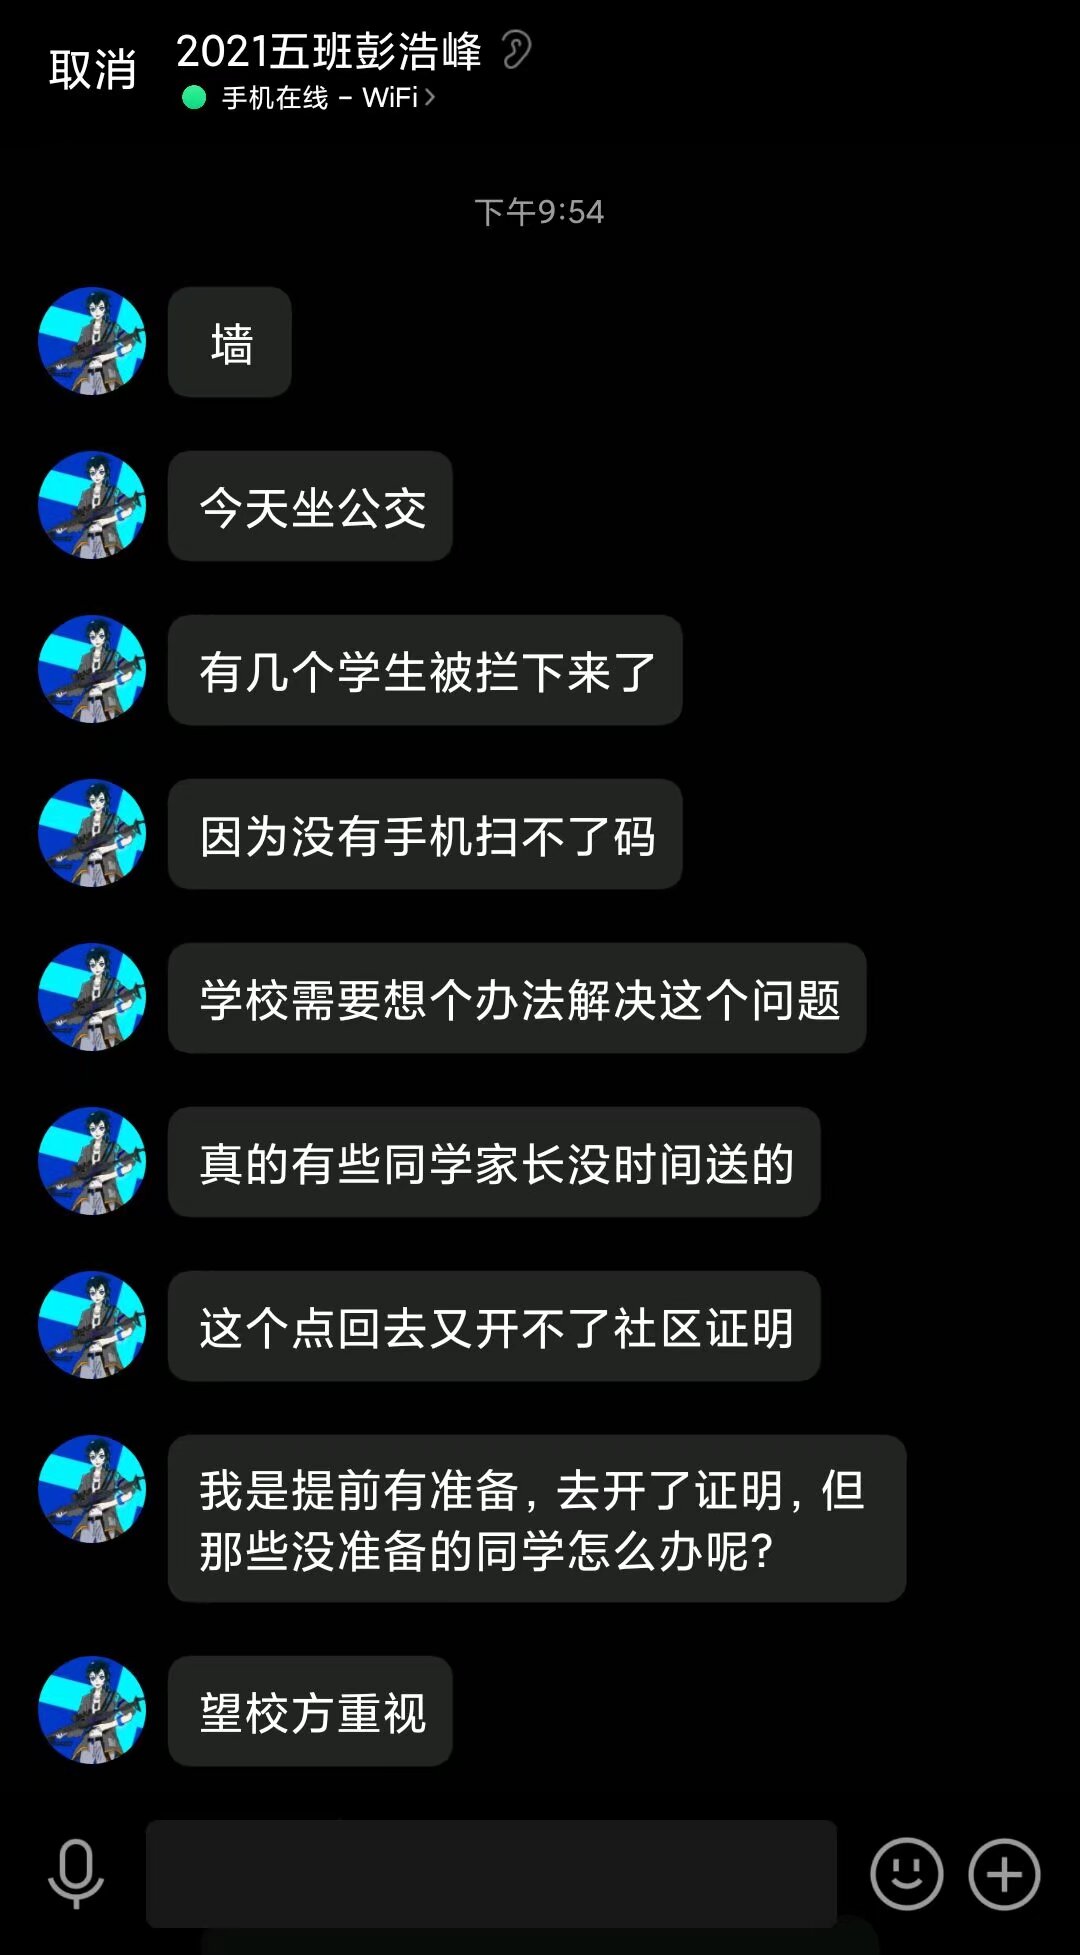 取消
2021五班彭浩峰
手机在线 – WiFi
下午9:54
墙
今天坐公交
有几个学生被拦下来了
因为没有手机扫不了码
学校需要想个办法解决这个问题
真的有些同学家长没时间送的
这个点回去又开不了社区证明
我是提前有准备，去开了证明，但
那些没准备的同学怎么办呢？
望校方重视